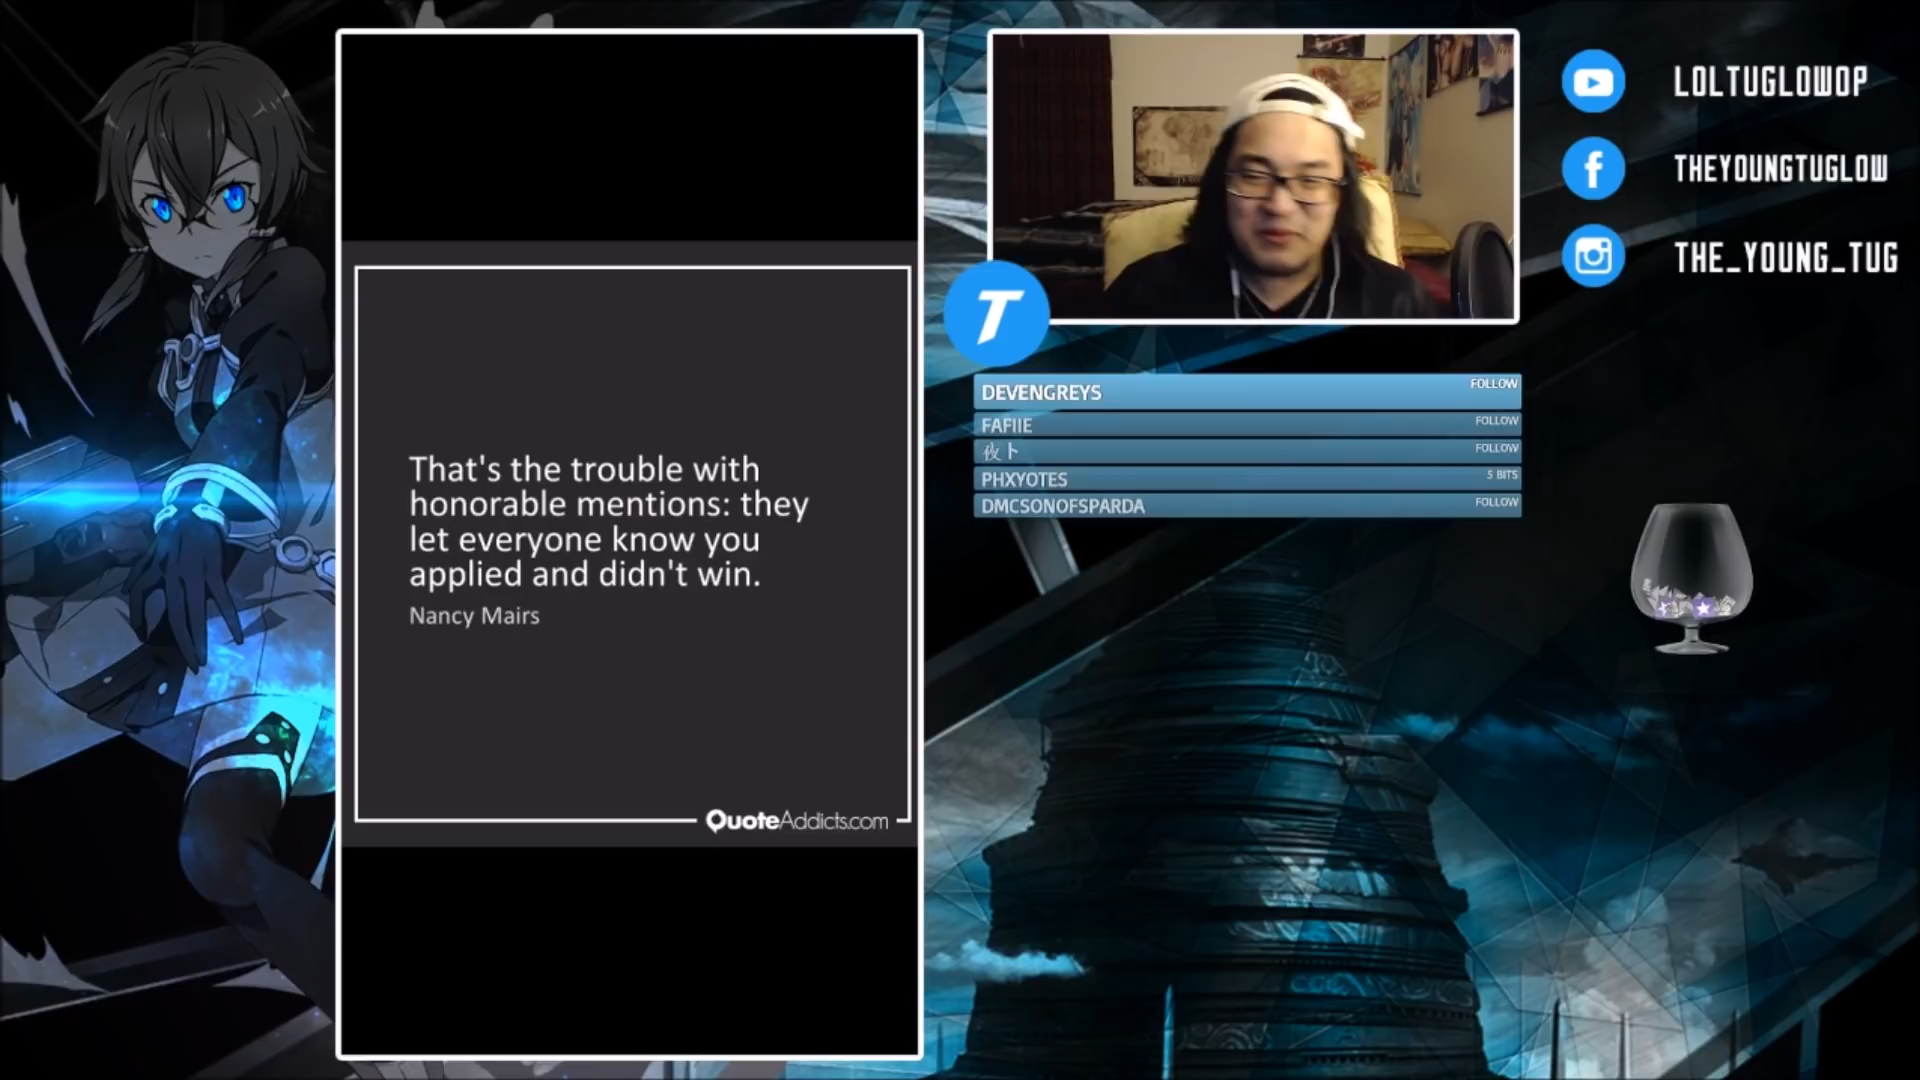 That's the trouble with
honorable mentions: they
let everyone know you
applied and didn't win.
Nancy Mairs
QuoteAddicts.com
T
LOLTUGLOWOP
THEYOUNGTUGLOW
THE_YOUNG_TUG
DEVENGREYS FOLLOW
FAFIIE FOLLOW
夜ト FOLLOW
PHXYOTES 5 BITS
DMCSONOFSPARDA FOLLOW